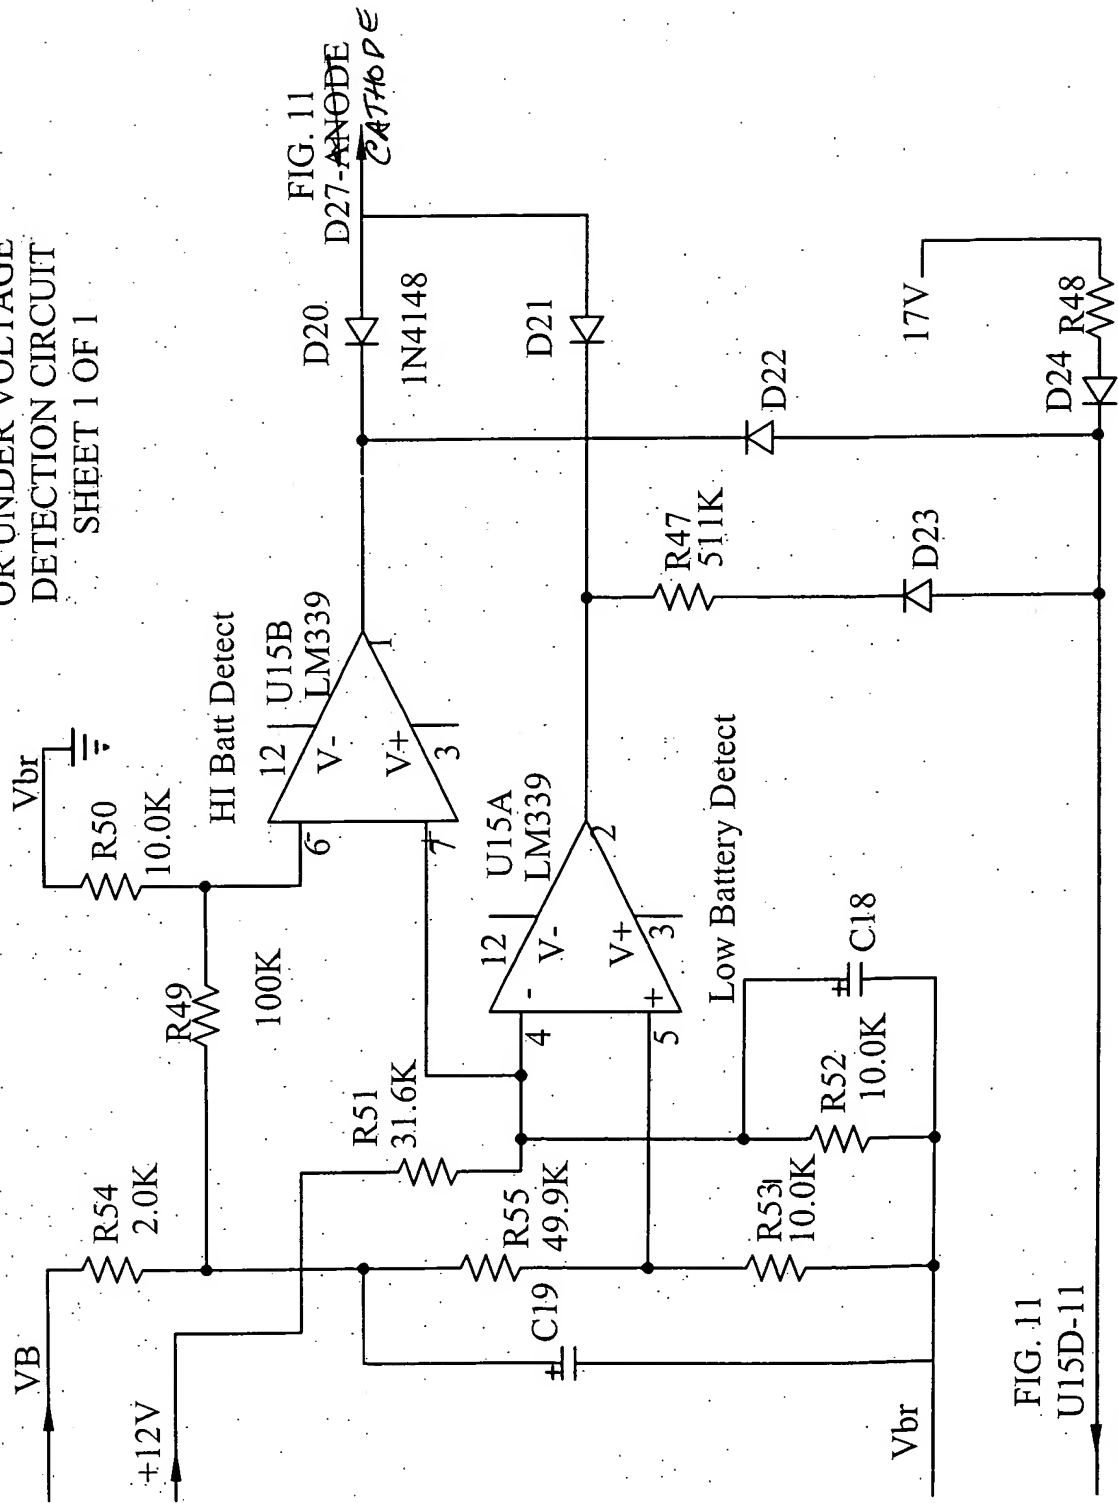 OR UNDER VOLTAGE
DETECTION CIRCUIT
SHEET 1 OF 1
FIG. 11
D27-ANODE
CATHODE
VB
+12V
R54
2.0K
R49
100K
Vbr
R50
10.0K
HI Batt Detect
U15B
LM339
12
V-
V+
3
6
7
1
D20
1N4148
D21
R51
31.6K
U15A
LM339
12
V-
V+
3
-
+
4
5
2
Low Battery Detect
R55
49.9K
C19
R53
10.0K
R52
10.0K
C18
Vbr
R47
511K
D23
D22
17V
D24
R48
FIG. 11
U15D-11